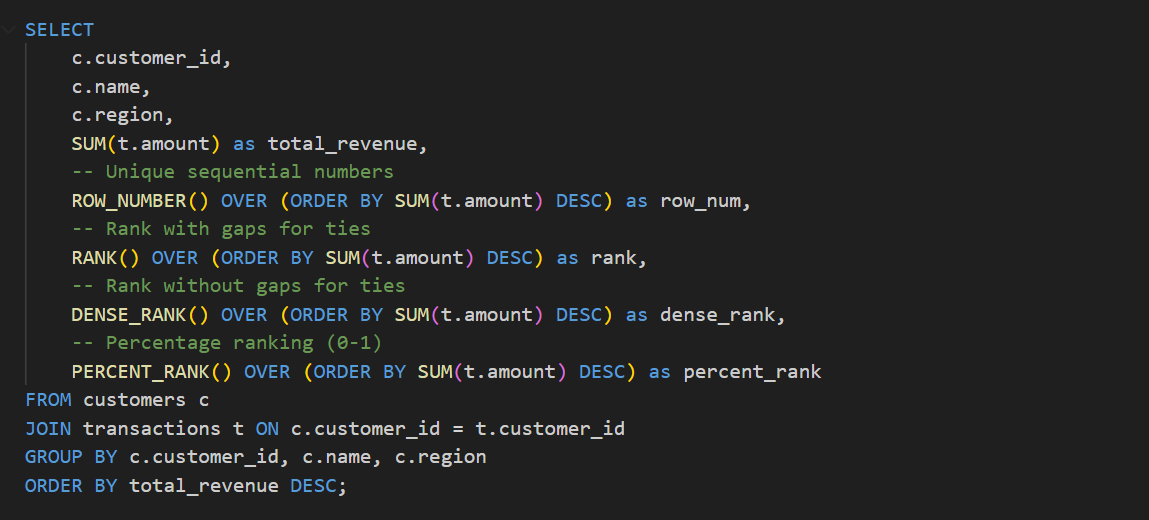 SELECT
    c.customer_id,
    c.name,
    c.region,
    SUM(t.amount) as total_revenue,
    -- Unique sequential numbers
    ROW_NUMBER() OVER (ORDER BY SUM(t.amount) DESC) as row_num,
    -- Rank with gaps for ties
    RANK() OVER (ORDER BY SUM(t.amount) DESC) as rank,
    -- Rank without gaps for ties
    DENSE_RANK() OVER (ORDER BY SUM(t.amount) DESC) as dense_rank,
    -- Percentage ranking (0-1)
    PERCENT_RANK() OVER (ORDER BY SUM(t.amount) DESC) as percent_rank
FROM customers c
JOIN transactions t ON c.customer_id = t.customer_id
GROUP BY c.customer_id, c.name, c.region
ORDER BY total_revenue DESC;